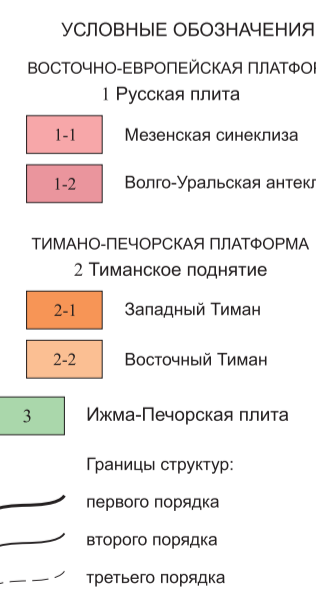 УСЛОВНЫЕ ОБОЗНАЧЕНИЯ
ВОСТОЧНО-ЕВРОПЕЙСКАЯ
1 Русская плита
1-1 Мезенская синеклиза
1-2 Волго-Уральская
ТИМАНО-ПЕЧОРСКАЯ ПЛАТФОРМА
2 Тиманское поднятие
2-1 Западный Тиман
2-2 Восточный Тиман
3 Ижма-Печорская плита
Границы структур:
первого порядка
второго порядка
третьего порядка